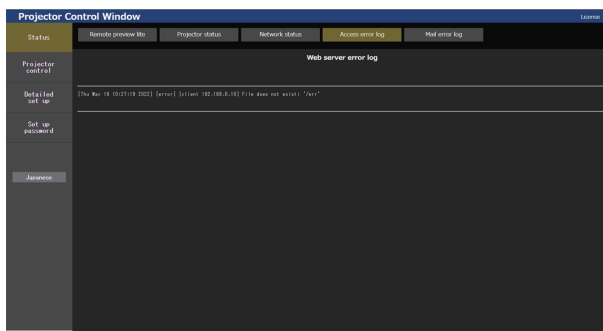 Projector Control Window
License
Status
Remote preview lite
Projector status
Network status
Access error log
Mail error log
Web server error log
Projector
control
Detailed
set up
[Thu May 19 10:27:19 2022] [error] [client 192.168.0.10] File does not exist: '/err'
Set up
password
Japanese